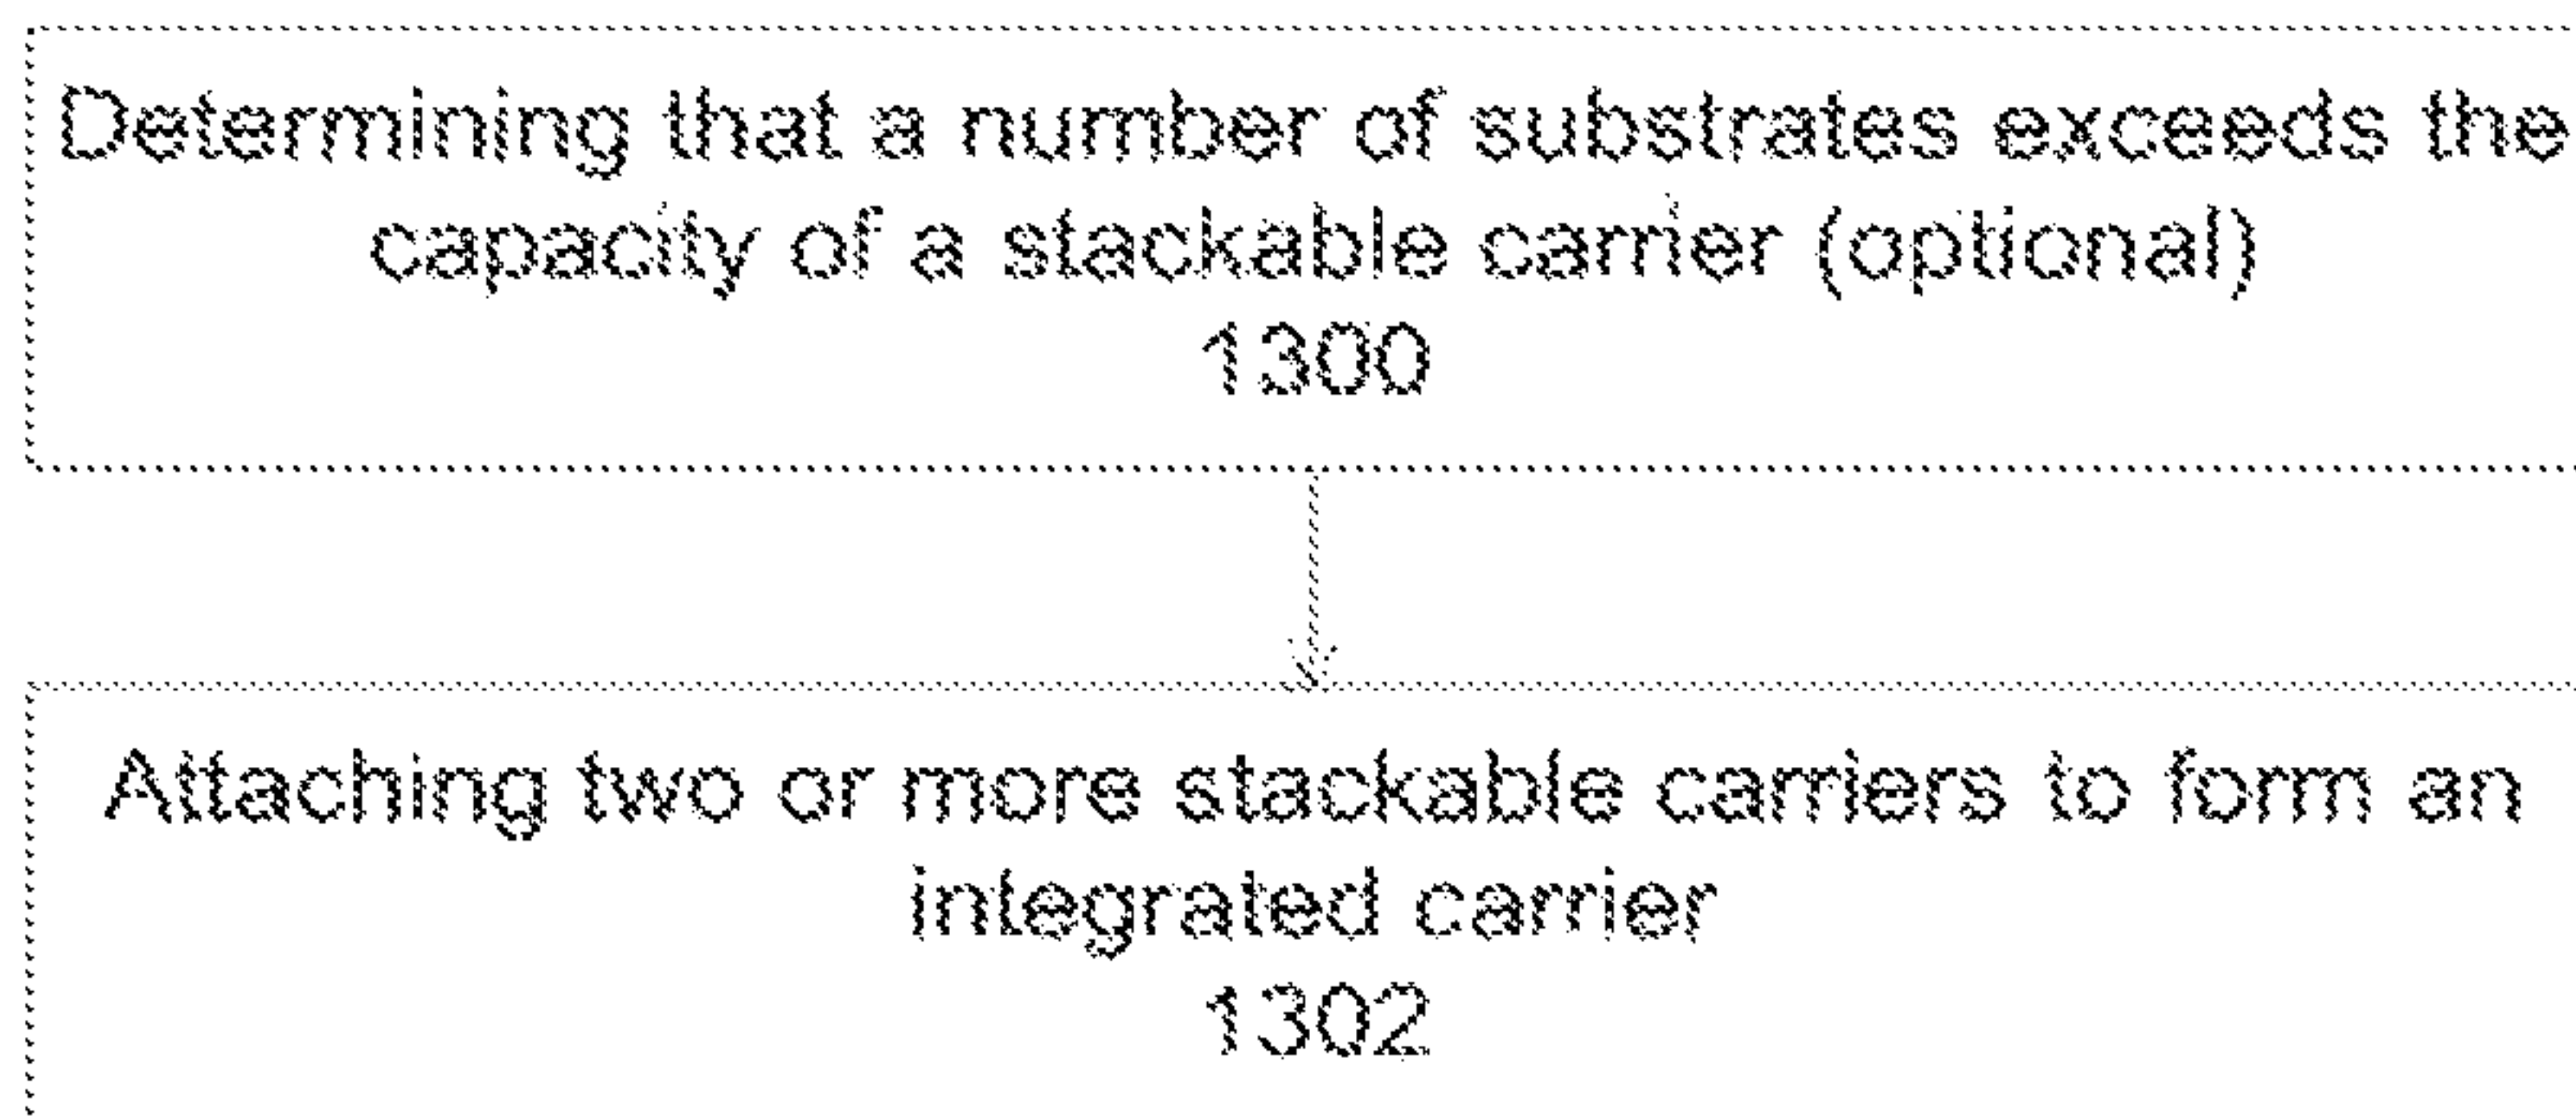 Determining that a number of substrates exceeds the
capacity of a stackable carrier (optional)
1300
Attaching two or more stackable carriers to form an
integrated carrier
1302